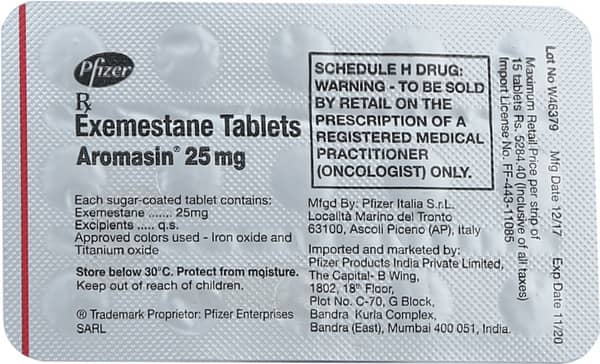 Pfizer
℞
Exemestane Tablets
Aromasin® 25 mg
Each sugar-coated tablet contains:
Exemestane ....... 25mg
Excipients ..... q.s.
Approved colors used - Iron oxide and
Titanium oxide
Store below 30°C. Protect from moisture.
Keep out of reach of children.
® Trademark Proprietor: Pfizer Enterprises
SARL
SCHEDULE H DRUG:
WARNING - TO BE SOLD
BY RETAIL ON THE
PRESCRIPTION OF A
REGISTERED MEDICAL
PRACTITIONER
(ONCOLOGIST) ONLY.
Mfgd By: Pfizer Italia S.r.L.
Località Marino del Tronto
63100, Ascoli Piceno (AP), Italy
Imported and marketed by:
Pfizer Products India Private Limited,
The Capital- B Wing,
1802, 18th Floor,
Plot No. C-70, G Block,
Bandra Kurla Complex,
Bandra (East), Mumbai 400 051, India.
Lot No W46379 Mfg Date 12/17 Exp Date 11/20
Maximum Retail Price per strip of
15 tablets Rs. 5284.40 (Inclusive of all taxes)
Import License No. FF-443-11085